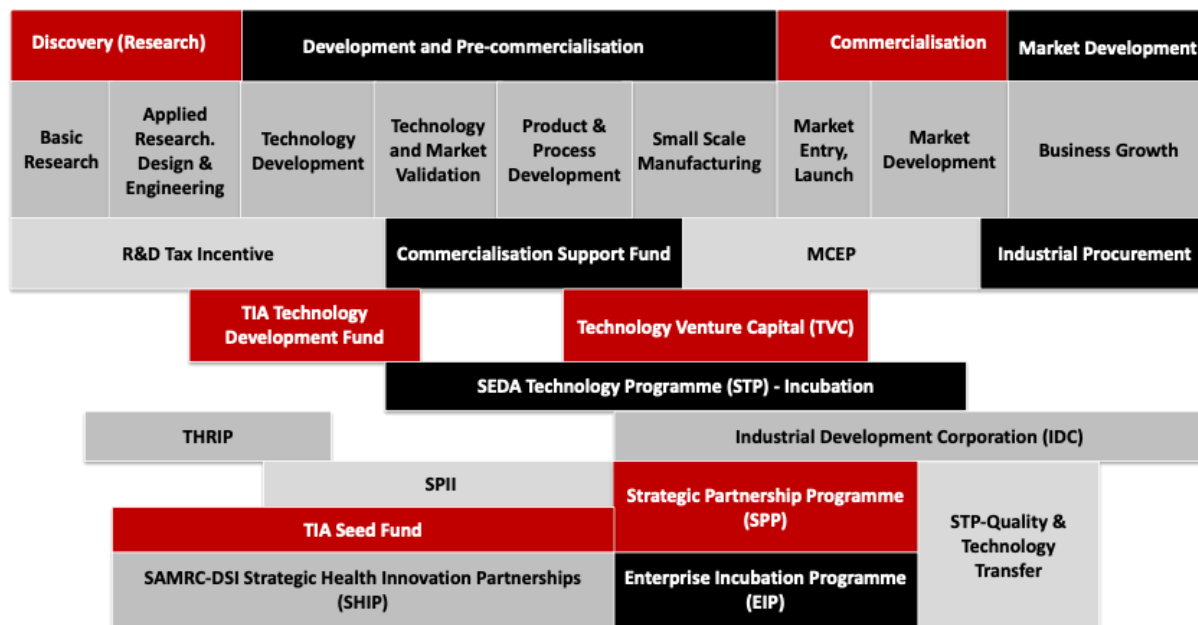 Discovery (Research)
Development and Pre-commercialisation
Commercialisation
Market Development
Basic
Research
Applied
Research.
Design &
Engineering
Technology
Development
Technology
and Market
Validation
Product &
Process
Development
Small Scale
Manufacturing
Market
Entry,
Launch
Market
Development
Business Growth
R&D Tax Incentive
Commercialisation Support Fund
MCEP
Industrial Procurement
TIA Technology
Development Fund
Technology Venture Capital (TVC)
SEDA Technology Programme (STP) - Incubation
THRIP
Industrial Development Corporation (IDC)
SPII
Strategic Partnership Programme
(SPP)
STP-Quality &
Technology
Transfer
TIA Seed Fund
SAMRC-DSI Strategic Health Innovation Partnerships
(SHIP)
Enterprise Incubation Programme
(EIP)